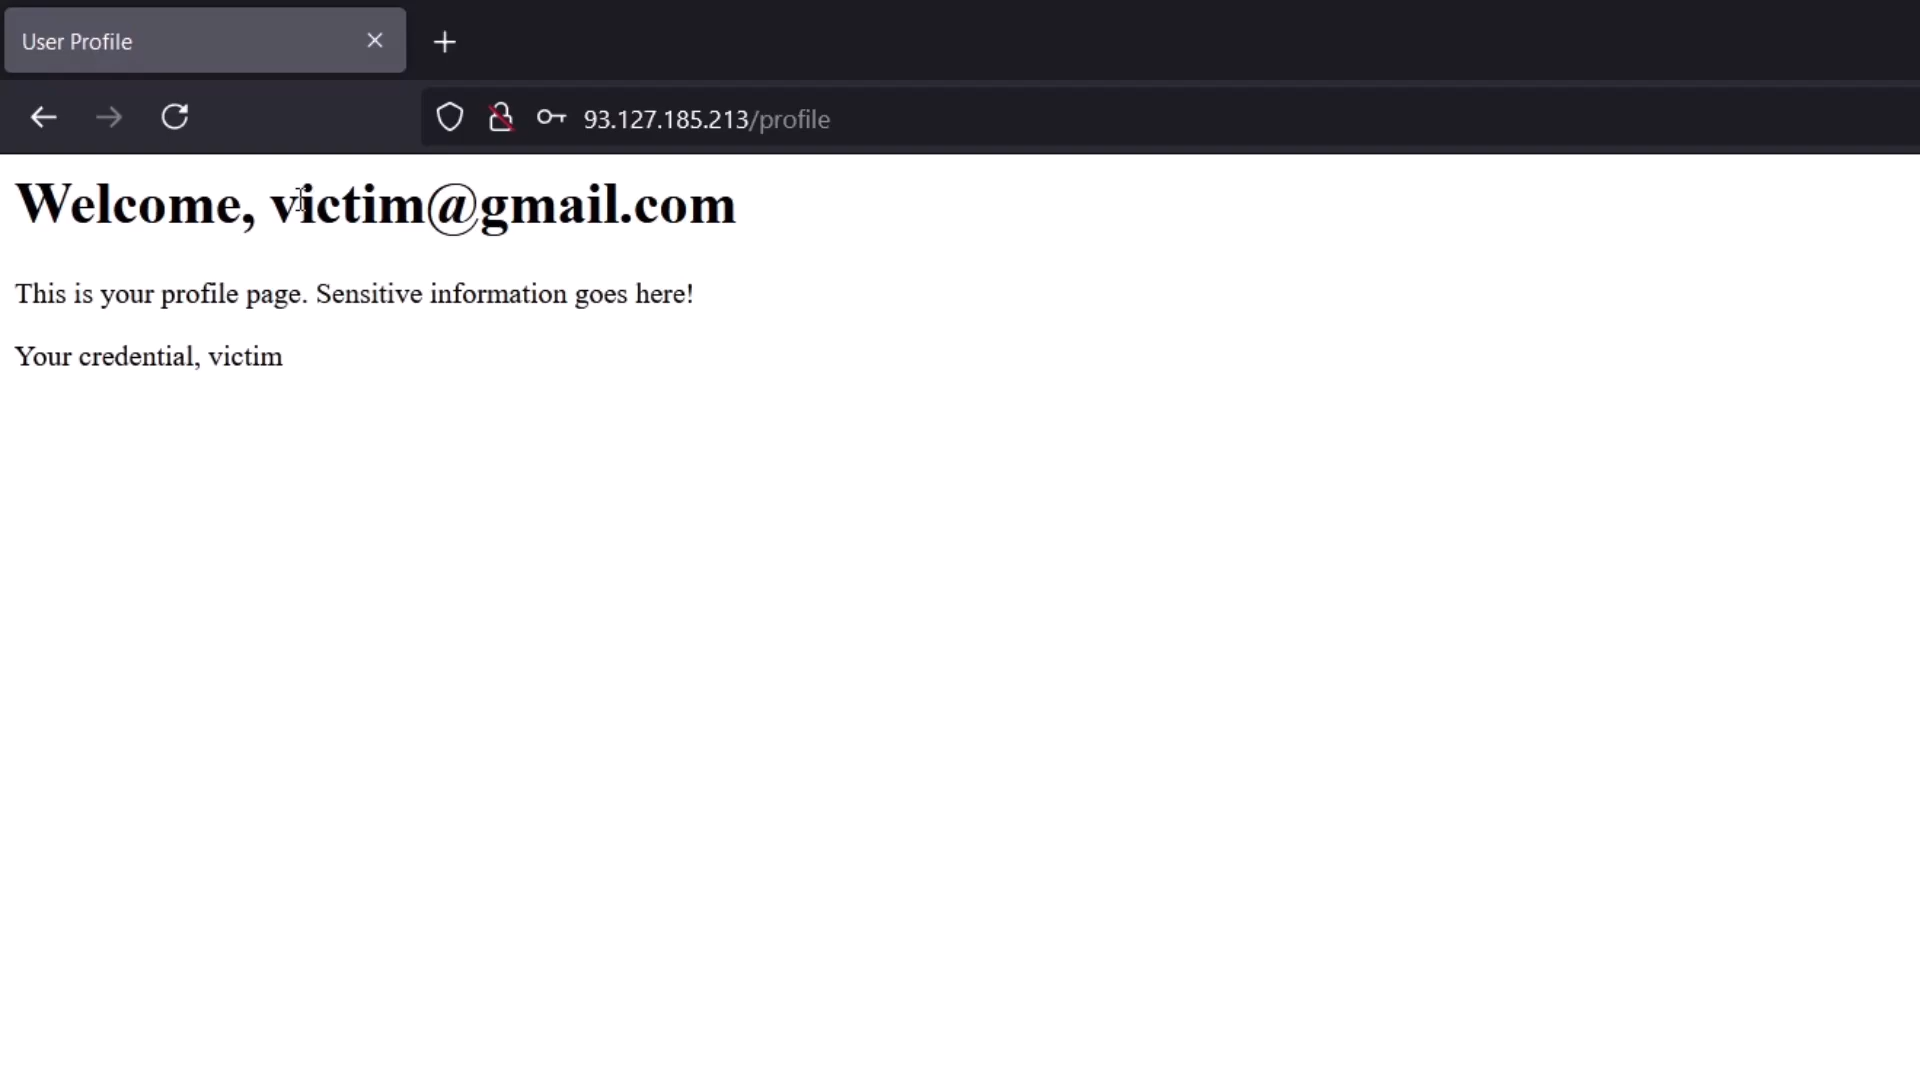 User Profile
93.127.185.213/profile
Welcome, victim@gmail.com
This is your profile page. Sensitive information goes here!
Your credential, victim